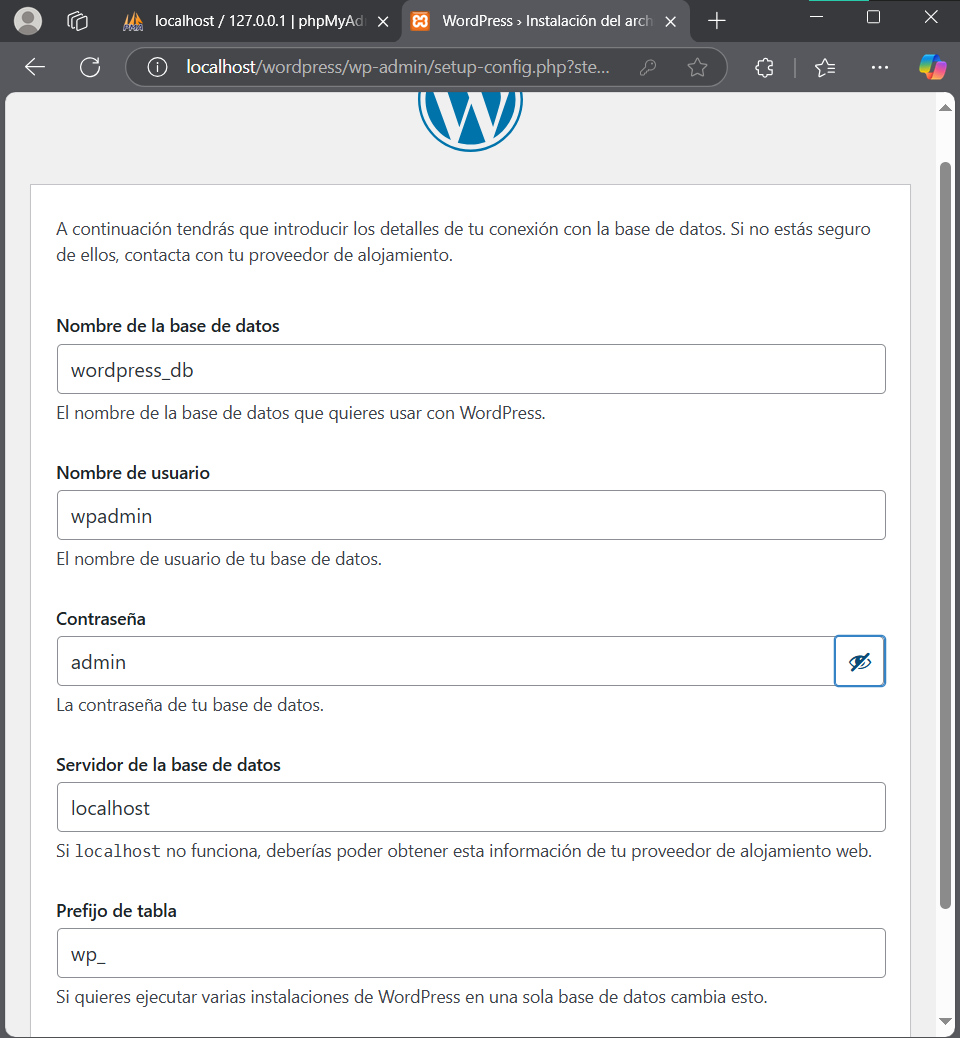 localhost / 127.0.0.1 | phpMyAd
WordPress › Instalación del arch
localhost/wordpress/wp-admin/setup-config.php?ste...
A continuación tendrás que introducir los detalles de tu conexión con la base de datos. Si no estás seguro
de ellos, contacta con tu proveedor de alojamiento.
Nombre de la base de datos
wordpress_db
El nombre de la base de datos que quieres usar con WordPress.
Nombre de usuario
wpadmin
El nombre de usuario de tu base de datos.
Contraseña
admin
La contraseña de tu base de datos.
Servidor de la base de datos
localhost
Si localhost no funciona, deberías poder obtener esta información de tu proveedor de alojamiento web.
Prefijo de tabla
wp_
Si quieres ejecutar varias instalaciones de WordPress en una sola base de datos cambia esto.